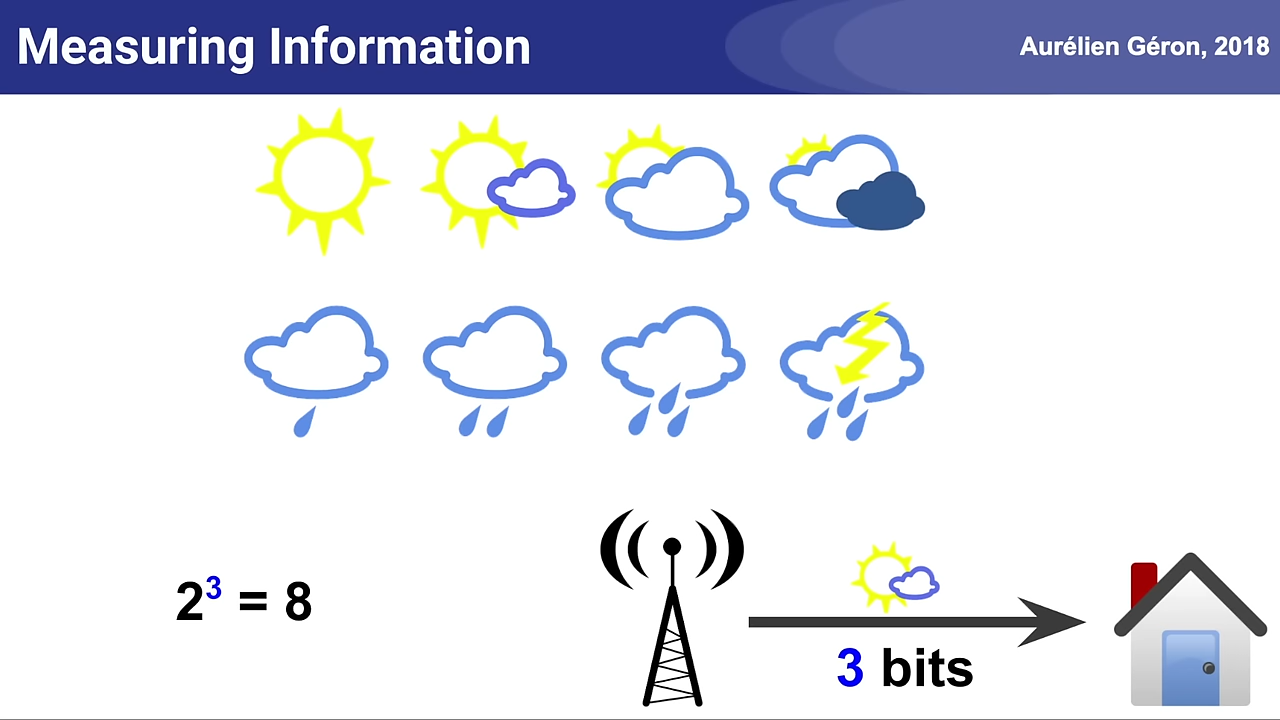 Measuring Information
Aurélien Géron, 2018
2³ = 8
3 bits